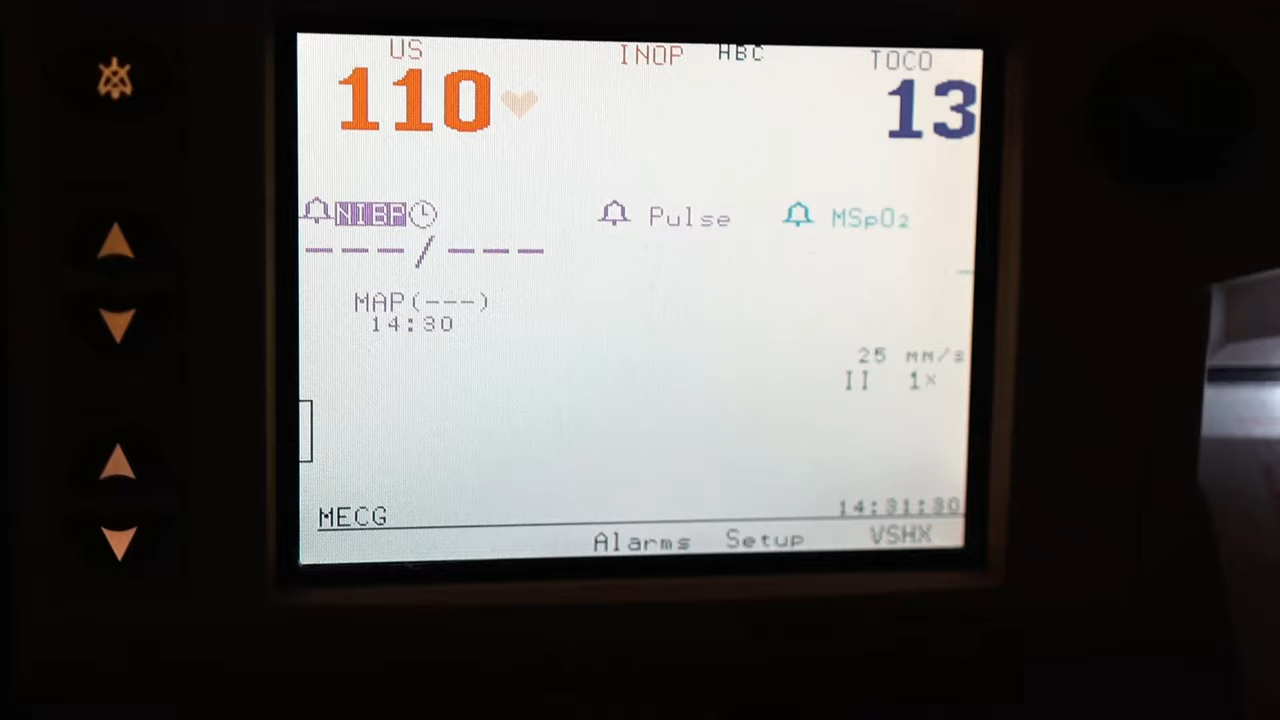 US INOP HBC TOCO
110 13
NIBP Pulse MSpO₂
---/---
MAP(---)
14:30
25 mm/s
II 1×
MECG 14:31:30
Alarms Setup VSHX